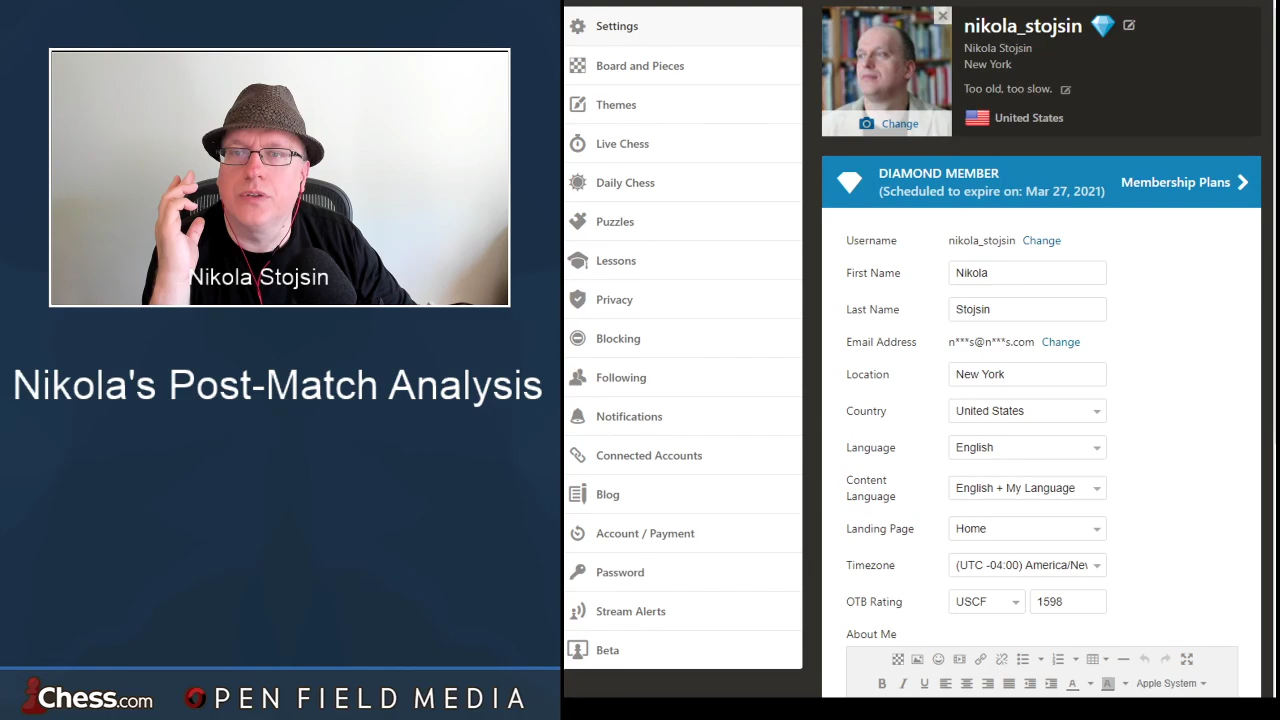 Nikola Stojsin
Nikola's Post-Match Analysis
Chess.com
OPEN FIELD MEDIA
Settings
Board and Pieces
Themes
Live Chess
Daily Chess
Puzzles
Lessons
Privacy
Blocking
Following
Notifications
Connected Accounts
Blog
Account / Payment
Password
Stream Alerts
Beta
Change
nikola_stojsin
Nikola Stojsin
New York
Too old, too slow.
United States
DIAMOND MEMBER
(Scheduled to expire on: Mar 27, 2021)
Membership Plans
Username nikola_stojsin Change
First Name Nikola
Last Name Stojsin
Email Address n***s@n***s.com Change
Location New York
Country United States
Language English
Content
Language
English + My Language
Landing Page Home
Timezone (UTC -04:00) America/Nev
OTB Rating USCF 1598
About Me
B I U A A Apple System